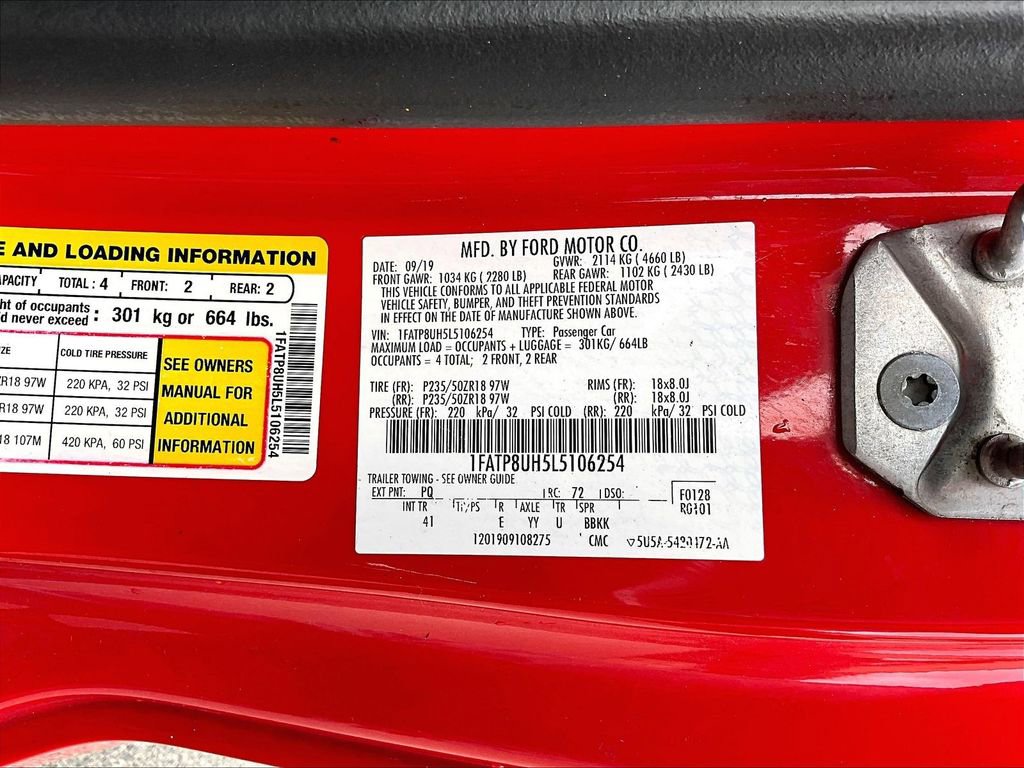 E AND LOADING INFORMATION
APACITY TOTAL : 4 FRONT: 2 REAR: 2
ht of occupants
d never exceed : 301 kg or 664 lbs.
ZE COLD TIRE PRESSURE
ZR18 97W 220 KPA, 32 PSI
ZR18 97W 220 KPA, 32 PSI
18 107M 420 KPA, 60 PSI
SEE OWNERS
MANUAL FOR
ADDITIONAL
INFORMATION
1FATP8UH5L5106254
MFD. BY FORD MOTOR CO.
DATE: 09/19 GVWR: 2114 KG ( 4660 LB)
FRONT GAWR: 1034 KG ( 2280 LB) REAR GAWR: 1102 KG ( 2430 LB)
THIS VEHICLE CONFORMS TO ALL APPLICABLE FEDERAL MOTOR
VEHICLE SAFETY, BUMPER, AND THEFT PREVENTION STANDARDS
IN EFFECT ON THE DATE OF MANUFACTURE SHOWN ABOVE.
VIN: 1FATP8UH5L5106254 TYPE: Passenger Car
MAXIMUM LOAD = OCCUPANTS + LUGGAGE = 301KG/ 664LB
OCCUPANTS = 4 TOTAL; 2 FRONT, 2 REAR
TIRE (FR): P235/50ZR18 97W RIMS (FR): 18x8.0J
(RR): P235/50ZR18 97W (RR): 18x8.0J
PRESSURE (FR): 220 kPa/ 32 PSI COLD (RR): 220 kPa/ 32 PSI COLD
1FATP8UH5L5106254
TRAILER TOWING - SEE OWNER GUIDE
EXT PNT: PQ RC: 72 DSO: F0128
INT TR TP/PS R AXLE TR SPR
41 E YY U BBKK
1201909108275 CMC